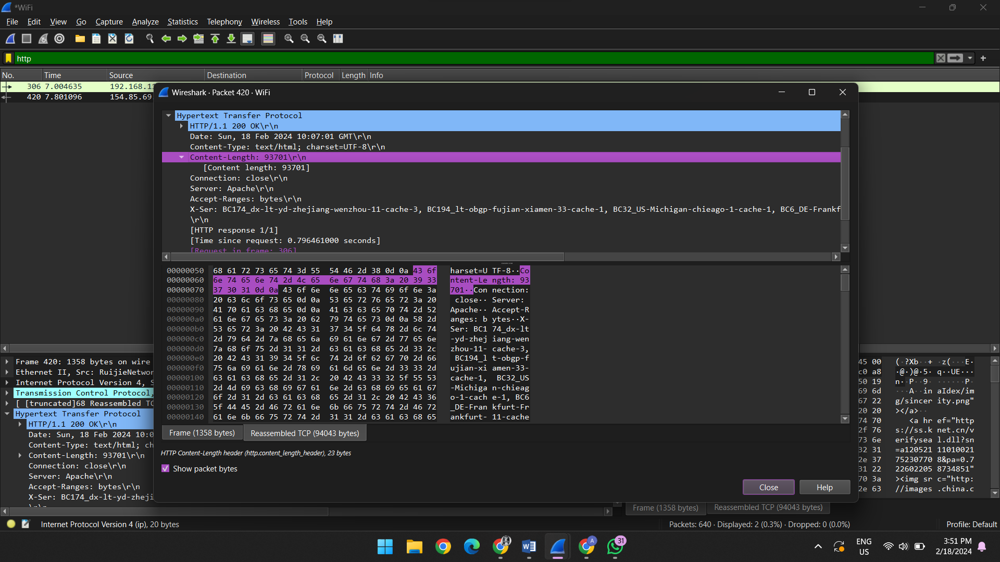 *WiFi
File Edit View Go Capture Analyze Statistics Telephony Wireless Tools Help
http
No. Time Source Destination Protocol Length Info
306 7.004635 192.168.11
420 7.801096 154.85.69
Wireshark · Packet 420 · WiFi
Hypertext Transfer Protocol
HTTP/1.1 200 OK\r\n
Date: Sun, 18 Feb 2024 10:07:01 GMT\r\n
Content-Type: text/html; charset=UTF-8\r\n
Content-Length: 93701\r\n
[Content length: 93701]
Connection: close\r\n
Server: Apache\r\n
Accept-Ranges: bytes\r\n
X-Ser: BC174_dx-lt-yd-zhejiang-wenzhou-11-cache-3, BC194_lt-obgp-fujian-xiamen-33-cache-1, BC32_US-Michigan-chieago-1-cache-1, BC6_DE-Frankf
\r\n
[HTTP response 1/1]
[Time since request: 0.796461000 seconds]
[Request in frame: 306]
00000050 68 61 72 73 65 74 3d 55 54 46 2d 38 0d 0a 43 6f harset=U TF-8··Co
00000060 6e 74 65 6e 74 2d 4c 65 6e 67 74 68 3a 20 39 33 ntent-Le ngth: 93
00000070 37 30 31 0d 0a 43 6f 6e 6e 65 63 74 69 6f 6e 3a 701··Con nection:
00000080 20 63 6c 6f 73 65 0d 0a 53 65 72 76 65 72 3a 20 close·· Server:
00000090 41 70 61 63 68 65 0d 0a 41 63 63 65 70 74 2d 52 Apache·· Accept-R
000000a0 61 6e 67 65 73 3a 20 62 79 74 65 73 0d 0a 58 2d anges: b ytes··X-
000000b0 53 65 72 3a 20 42 43 31 37 34 5f 64 78 2d 6c 74 Ser: BC1 74_dx-lt
000000c0 2d 79 64 2d 7a 68 65 6a 69 61 6e 67 2d 77 65 6e -yd-zhej iang-wen
000000d0 7a 68 6f 75 2d 31 31 2d 63 61 63 68 65 2d 33 2c zhou-11- cache-3,
000000e0 20 42 43 31 39 34 5f 6c 74 2d 6f 62 67 70 2d 66 BC194_l t-obgp-f
000000f0 75 6a 69 61 6e 2d 78 69 61 6d 65 6e 2d 33 33 2d ujian-xi amen-33-
00000100 63 61 63 68 65 2d 31 2c 20 42 43 33 32 5f 55 53 cache-1, BC32_US
00000110 2d 4d 69 63 68 69 67 61 6e 2d 63 68 69 65 61 67 -Michiga n-chieag
00000120 6f 2d 31 2d 63 61 63 68 65 2d 31 2c 20 42 43 36 o-1-cach e-1, BC6
00000130 5f 44 45 2d 46 72 61 6e 6b 66 75 72 74 2d 46 72 _DE-Fran kfurt-Fr
00000140 61 6e 6b 66 75 72 74 2d 31 31 2d 63 61 63 68 65 ankfurt- 11-cache
Frame (1358 bytes) Reassembled TCP (94043 bytes)
HTTP Content-Length header (http.content_length_header), 23 bytes
Show packet bytes
Close Help
Frame 420: 1358 bytes on wire
Ethernet II, Src: RuijieNetwor
Internet Protocol Version 4, S
Transmission Control Protocol,
[ [truncated]68 Reassembled TC
Hypertext Transfer Protocol
HTTP/1.1 200 OK\r\n
Date: Sun, 18 Feb 2024 10:0
Content-Type: text/html; ch
Content-Length: 93701\r\n
Connection: close\r\n
Server: Apache\r\n
Accept-Ranges: bytes\r\n
X-Ser: BC174_dx-lt-yd-zheji
\r\n
45 00 (·?Xb··+ ·z(···E·
c0 a8 ·@·)@·5· q··UE···
50 19 n·P··9· ······P·
69 6d ···A··in aIdex/im
67 22 g/sincer ity.png"
20 20 ></a>··
74 70 <a hr ef="http
2f 76 s://ss.k net.cn/v
73 6e erifysea l.dll?sn
32 31 =a120521 11010021
2e 37 75230770 8&pa=0.7
31 22 22602205 8734851"
70 3a ><img sr c="http:
2e 63 //images .china.c
Frame (1358 bytes) Reassembled TCP (94043 bytes)
Internet Protocol Version 4 (ip), 20 bytes Packets: 640 · Displayed: 2 (0.3%) · Dropped: 0 (0.0%) Profile: Default
A 31
ENG
US
3:51 PM
2/18/2024